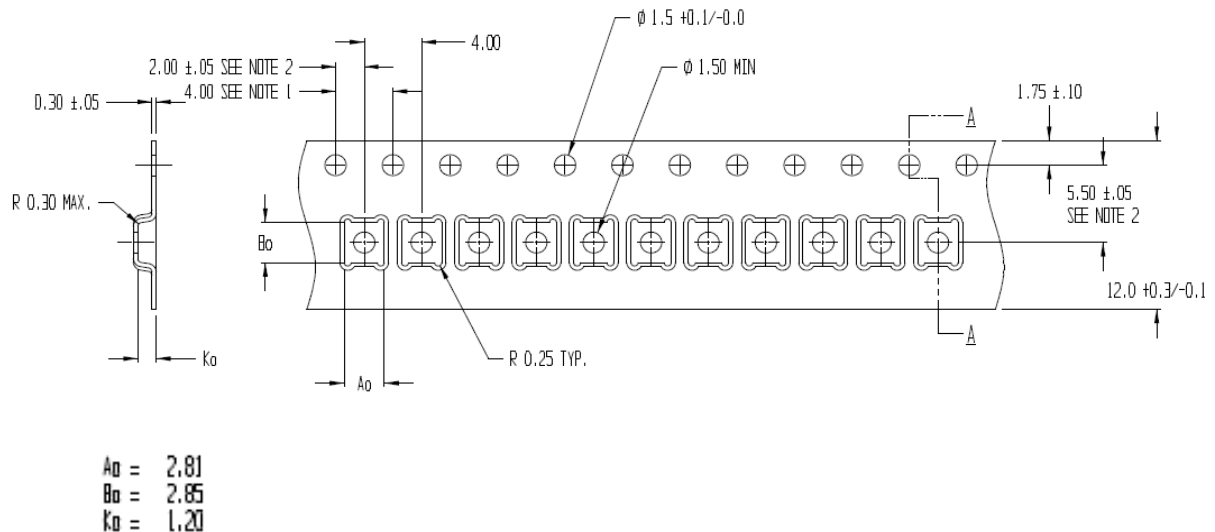 Ø 1.5 +0.1/-0.0
4.00
2.00 ±.05 SEE NOTE 2
Ø 1.50 MIN
4.00 SEE NOTE 1
0.30 ±.05
1.75 ±.10
A
R 0.30 MAX.
5.50 ±.05
SEE NOTE 2
Bo
12.0 +0.3/-0.1
A
Ko
R 0.25 TYP.
Ao
Ao = 2.81
Bo = 2.85
Ko = 1.20